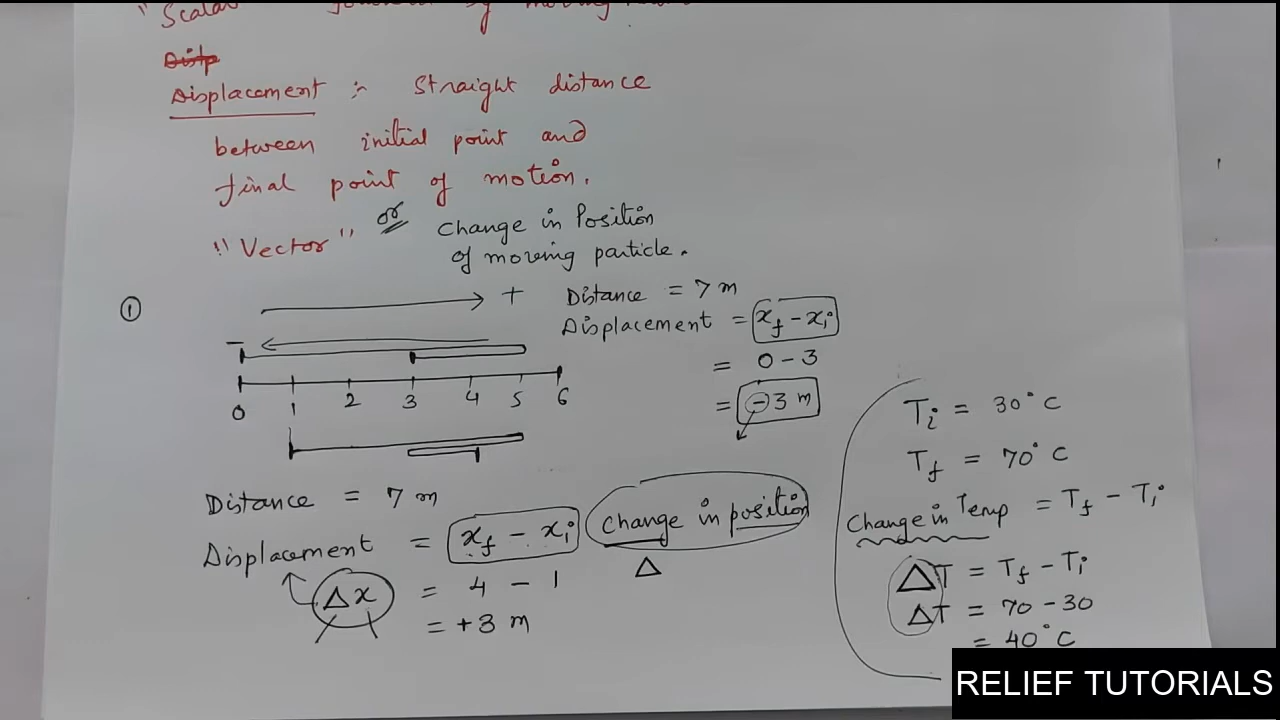 "Scalar
Displacement :- Straight distance
between initial point and
final point of motion.
"Vector" or Change in Position
of moving particle.
① + Distance = 7 m
Displacement = xf - xi
= 0 - 3
= -3 m
-
0 1 2 3 4 5 6
Distance = 7 m
Displacement = xf - xi Change in position
Δx = 4 - 1 Δ
= +3 m
Ti = 30°C
Tf = 70°C
Change in Temp = Tf - Ti
ΔT = Tf - Ti
ΔT = 70 - 30
= 40°C
RELIEF TUTORIALS